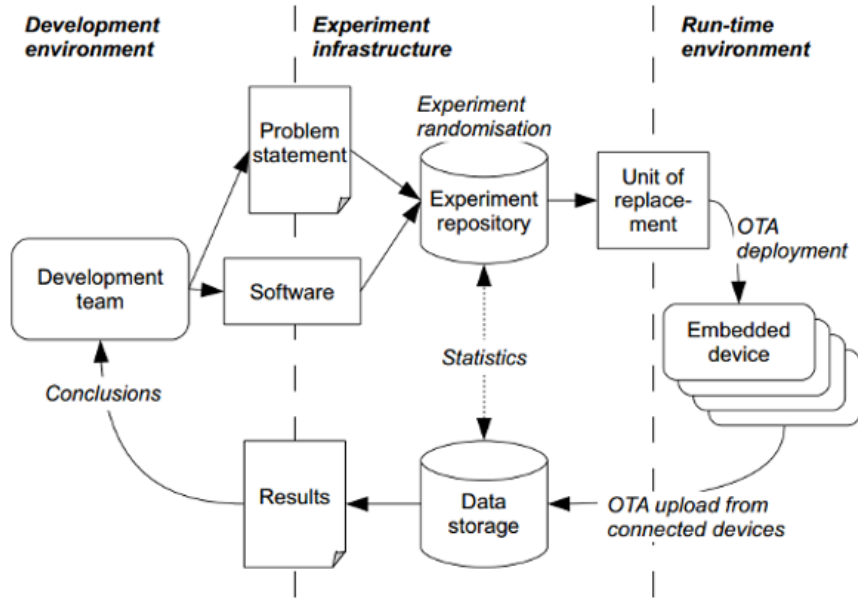 Development
environment
Experiment
infrastructure
Run-time
environment
Problem
statement
Experiment
randomisation
Experiment
repository
Unit of
replace-
ment
OTA
deployment
Development
team
Software
Embedded
device
Statistics
Conclusions
Results
Data
storage
OTA upload from
connected devices